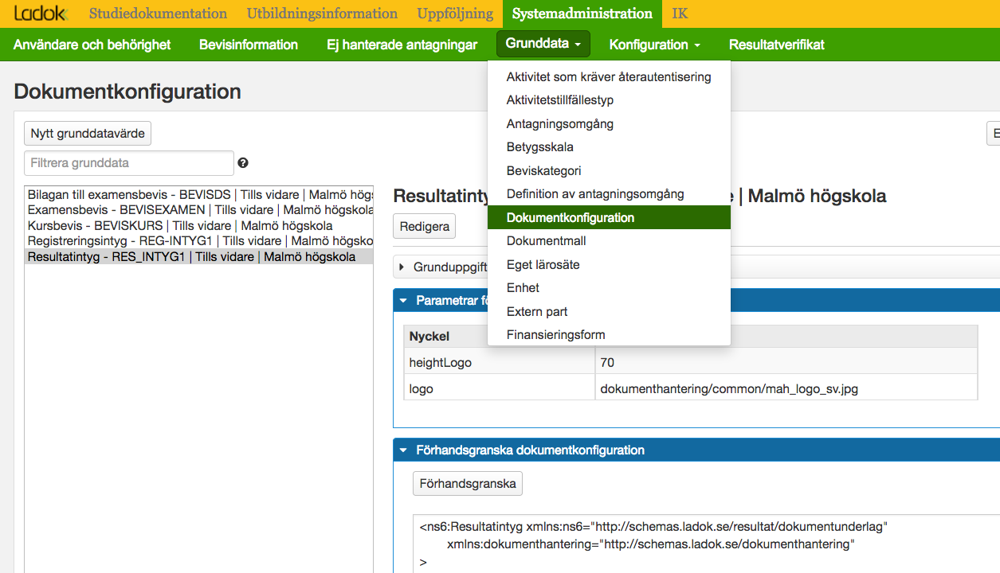 Ladok Studiedokumentation Utbildningsinformation Uppföljning Systemadministration IK
Användare och behörighet Bevisinformation Ej hanterade antagningar Grunddata Konfiguration Resultatverifikat
Dokumentkonfiguration
Nytt grunddatavärde
Filtrera grunddata
Bilagan till examensbevis - BEVISDS | Tills vidare | Malmö högs
Examensbevis - BEVISEXAMEN | Tills vidare | Malmö högskola
Kursbevis - BEVISKURS | Tills vidare | Malmö högskola
Registreringsintyg - REG-INTYG1 | Tills vidare | Malmö högsko
Resultatintyg - RES_INTYG1 | Tills vidare | Malmö högskola
Aktivitet som kräver återautentisering
Aktivitetstillfällestyp
Antagningsomgång
Betygsskala
Beviskategori
Definition av antagningsomgång
Dokumentkonfiguration
Dokumentmall
Eget lärosäte
Enhet
Extern part
Finansieringsform
E
Resultatinty e | Malmö högskola
Redigera
Grunduppgift
Parametrar fö
Nyckel
heightLogo 70
logo dokumenthantering/common/mah_logo_sv.jpg
Förhandsgranska dokumentkonfiguration
Förhandsgranska
<ns6:Resultatintyg xmlns:ns6="http://schemas.ladok.se/resultat/dokumentunderlag"
xmlns:dokumenthantering="http://schemas.ladok.se/dokumenthantering"
>